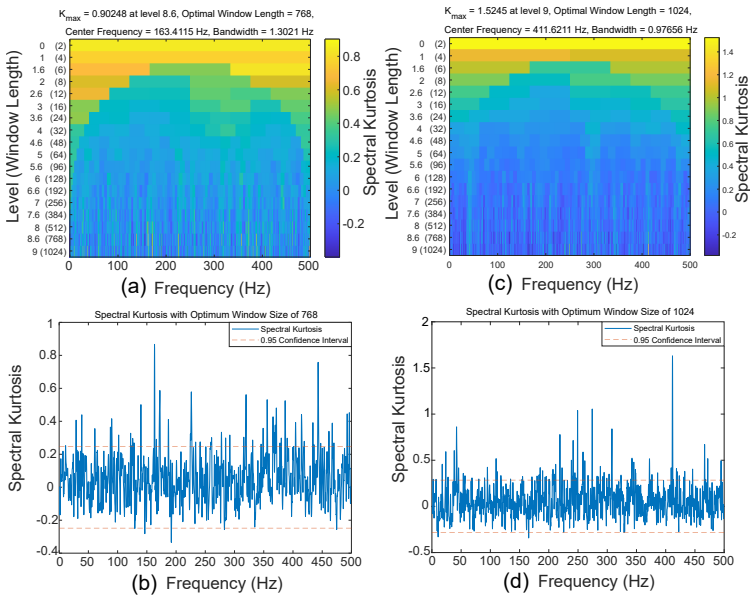 K_max = 0.90248 at level 8.6, Optimal Window Length = 768,
Center Frequency = 163.4115 Hz, Bandwidth = 1.3021 Hz
Level (Window Length)
0 (2)
1 (4)
1.6 (6)
2 (8)
2.6 (12)
3 (16)
3.6 (24)
4 (32)
4.6 (48)
5 (64)
5.6 (96)
6 (128)
6.6 (192)
7 (256)
7.6 (384)
8 (512)
8.6 (768)
9 (1024)
0 100 200 300 400 500
(a) Frequency (Hz)
0.8
0.6
0.4
0.2
0
-0.2
Spectral Kurtosis
K_max = 1.5245 at level 9, Optimal Window Length = 1024,
Center Frequency = 411.6211 Hz, Bandwidth = 0.97656 Hz
Level (Window Length)
0 (2)
1 (4)
1.6 (6)
2 (8)
2.6 (12)
3 (16)
3.6 (24)
4 (32)
4.6 (48)
5 (64)
5.6 (96)
6 (128)
6.6 (192)
7 (256)
7.6 (384)
8 (512)
8.6 (768)
9 (1024)
0 100 200 300 400 500
(c) Frequency (Hz)
1.4
1.2
1
0.8
0.6
0.4
0.2
0
-0.2
Spectral Kurtosis
Spectral Kurtosis with Optimum Window Size of 768
Spectral Kurtosis
0.95 Confidence Interval
Spectral Kurtosis
1
0.8
0.6
0.4
0.2
0
-0.2
-0.4
0 50 100 150 200 250 300 350 400 450 500
(b) Frequency (Hz)
Spectral Kurtosis with Optimum Window Size of 1024
Spectral Kurtosis
0.95 Confidence Interval
Spectral Kurtosis
2
1.5
1
0.5
0
-0.5
0 50 100 150 200 250 300 350 400 450 500
(d) Frequency (Hz)